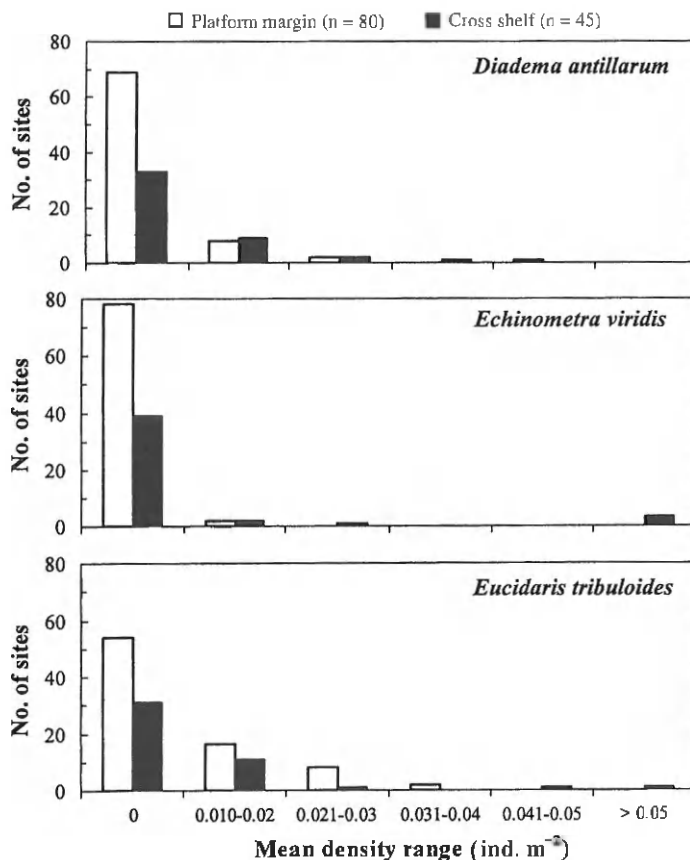 Platform margin (n = 80) Cross shelf (n = 45)
Diadema antillarum
No. of sites
80
60
40
20
0
Echinometra viridis
No. of sites
80
60
40
20
0
Eucidaris tribuloides
No. of sites
80
60
40
20
0
0 0.010-0.02 0.021-0.03 0.031-0.04 0.041-0.05 > 0.05
Mean density range (ind. m⁻²)